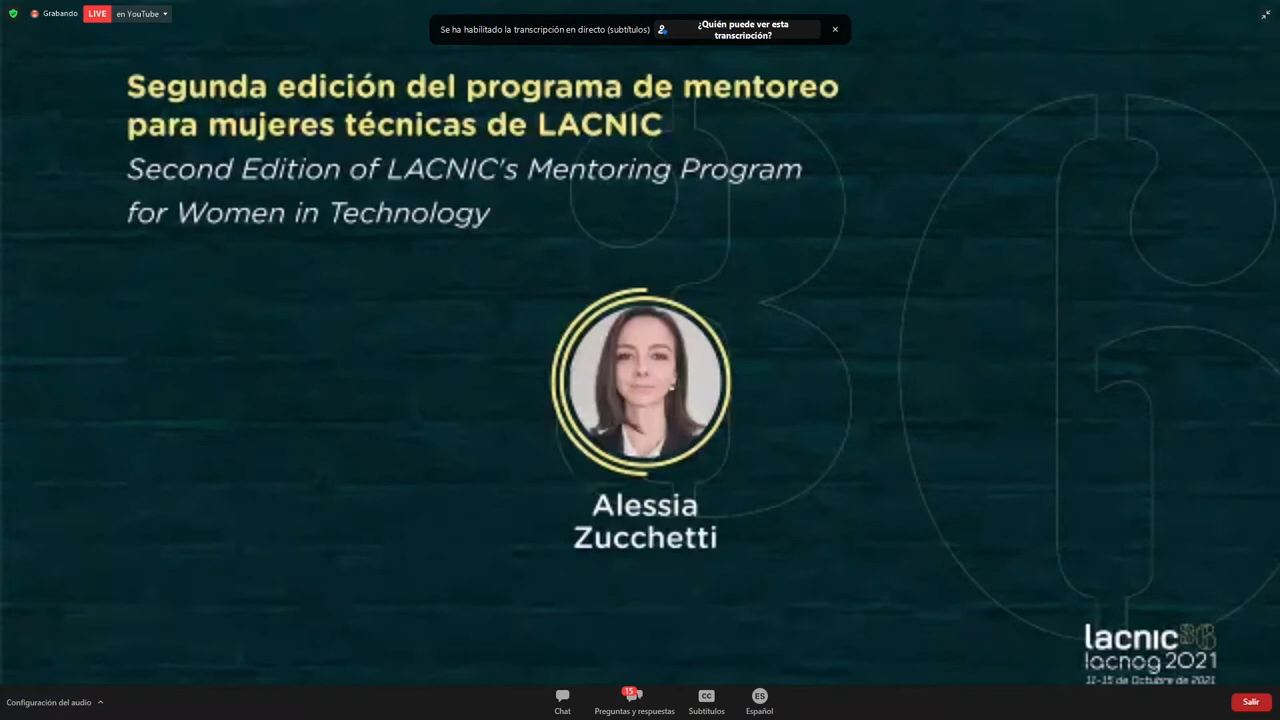 Grabando
LIVE
en YouTube
Se ha habilitado la transcripción en directo (subtítulos)
¿Quién puede ver esta
transcripción?
Segunda edición del programa de mentoreo
para mujeres técnicas de LACNIC
Second Edition of LACNIC's Mentoring Program
for Women in Technology
Alessia
Zucchetti
lacnic36
lacnog 2021
11-15 de Octubre de 2021
Configuración del audio
Chat
15
Preguntas y respuestas
CC
Subtítulos
ES
Español
Salir